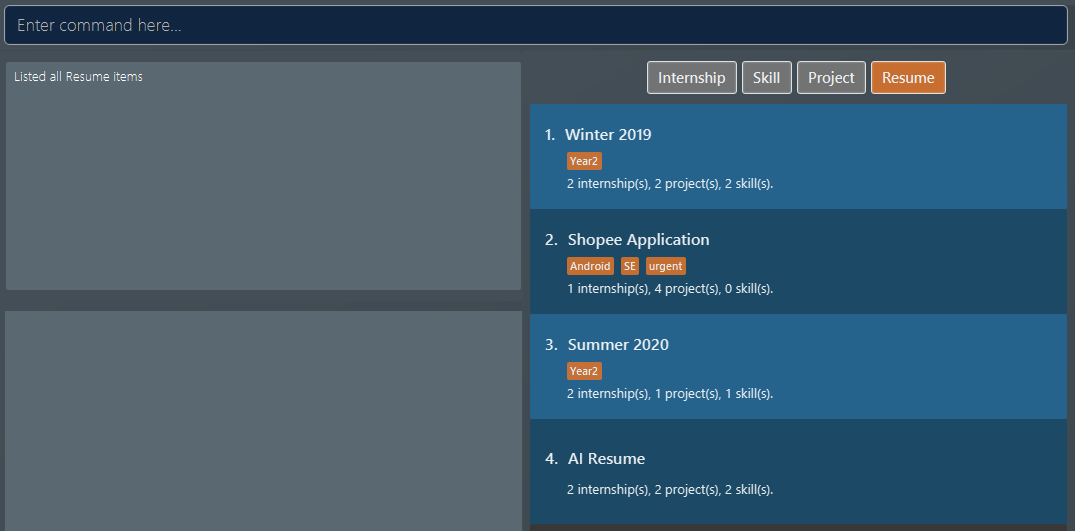 Enter command here...
Listed all Resume items
Internship Skill Project Resume
1. Winter 2019
Year2
2 internship(s), 2 project(s), 2 skill(s).
2. Shopee Application
Android SE urgent
1 internship(s), 4 project(s), 0 skill(s).
3. Summer 2020
Year2
2 internship(s), 1 project(s), 1 skill(s).
4. AI Resume
2 internship(s), 2 project(s), 2 skill(s).